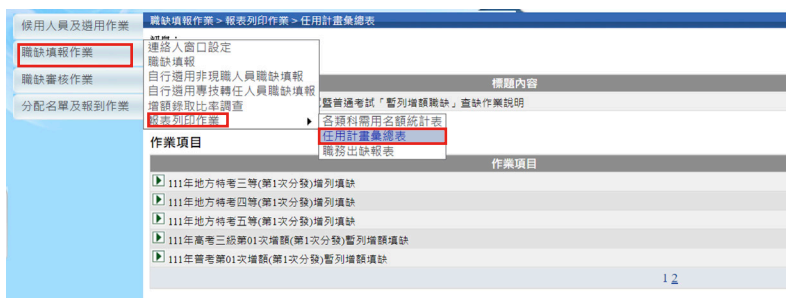 職缺填報作業 > 報表列印作業 > 任用計畫彙總表
候用人員及遴用作業
職缺填報作業
職缺審核作業
分配名單及報到作業
連絡人窗口設定
職缺填報
自行遴用非現職人員職缺填報
自行遴用專技轉任人員職缺填報
增額錄取比率調查
報表列印作業
各類科需用名額統計表
任用計畫彙總表
職務出缺報表
標題內容
暨普通考試「暫列增額職缺」查缺作業說明
作業項目
作業項目
111年地方特考三等(第1次分發)增列填缺
111年地方特考四等(第1次分發)增列填缺
111年地方特考五等(第1次分發)增列填缺
111年高考三級第01次增額(第1次分發)暫列增額填缺
111年普考第01次增額(第1次分發)暫列增額填缺
1 2